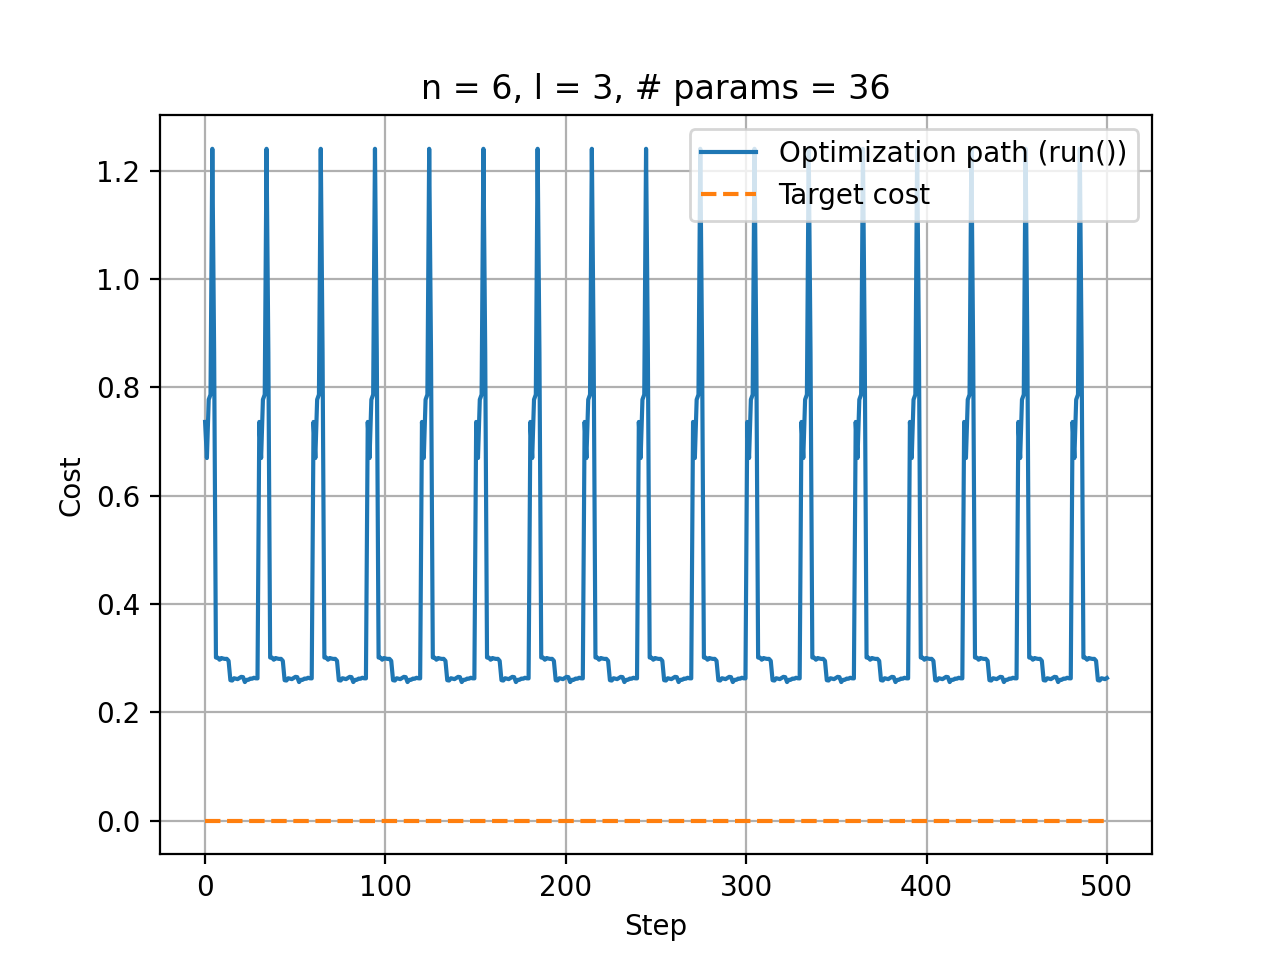 n = 6, l = 3, # params = 36
Optimization path (run())
Target cost
1.2
1.0
0.8
0.6
0.4
0.2
0.0
Cost
0
100
200
300
400
500
Step